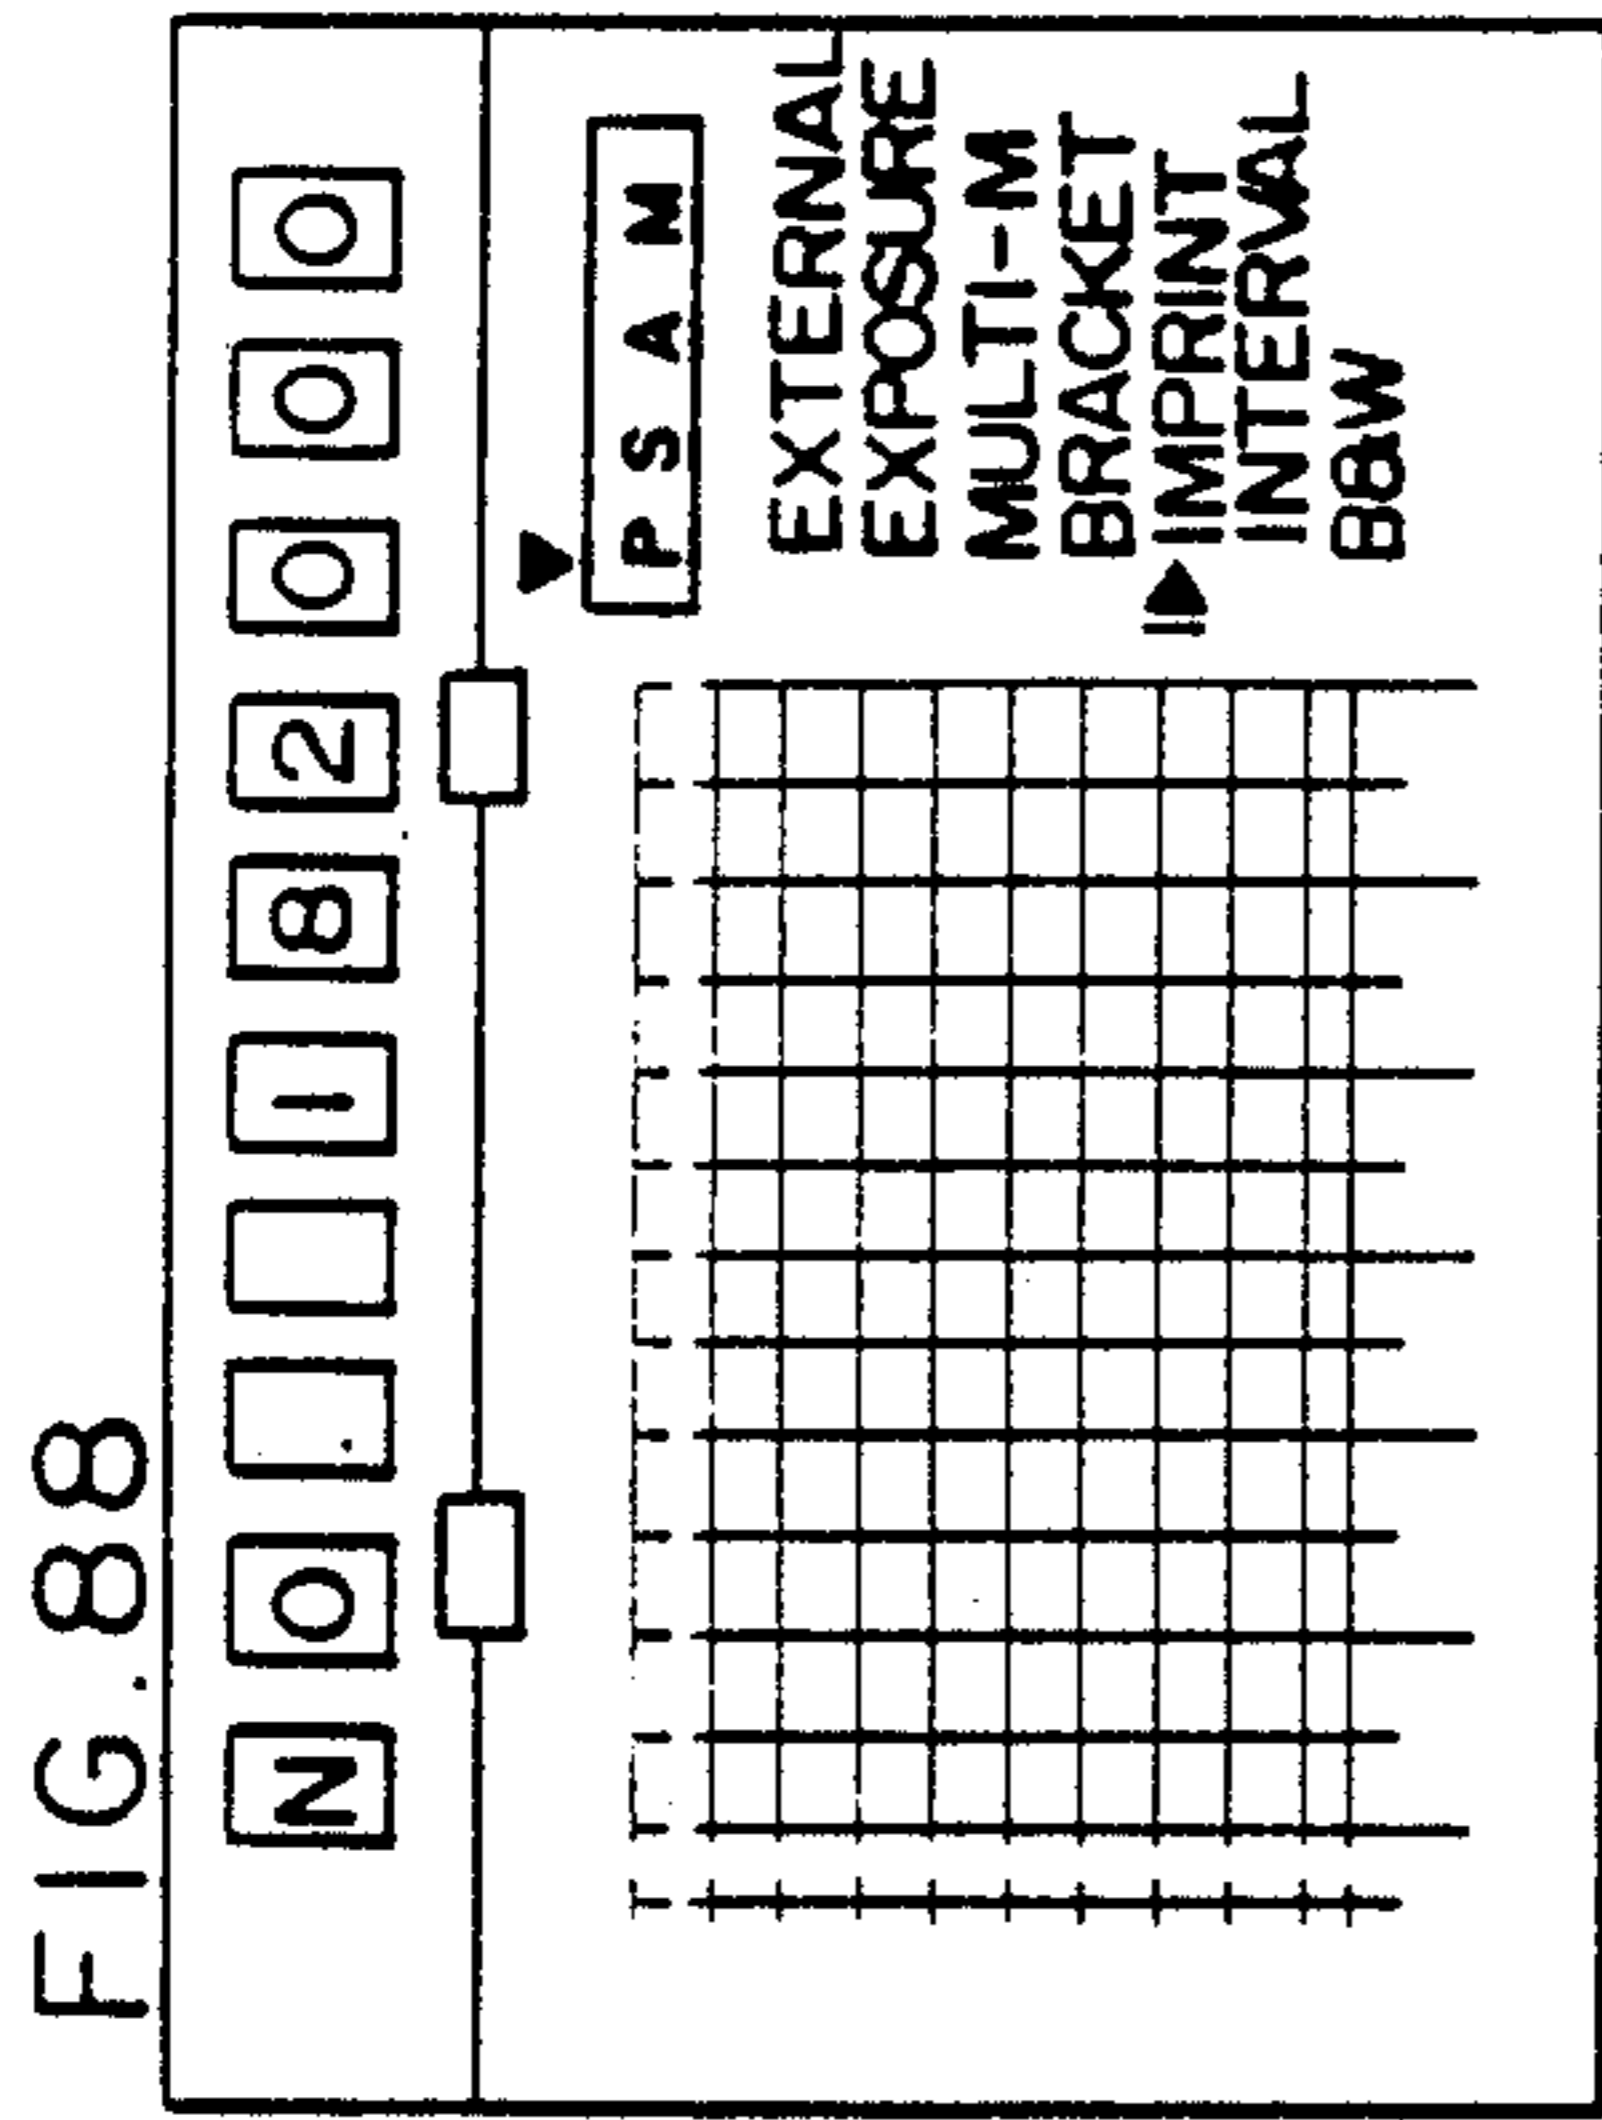 FIG.88
N O 1 8 2 0 0 0
P S A M
EXTERNAL
EXPOSURE
MULTI-M
BRACKET
IMPRINT
INTERVAL
B&W